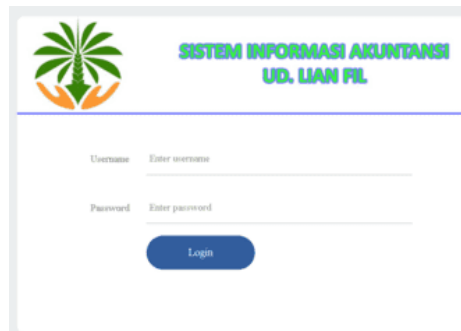 SISTEM INFORMASI AKUNTANSI
UD. LIAN FIL
Username Enter username
Password Enter password
Login